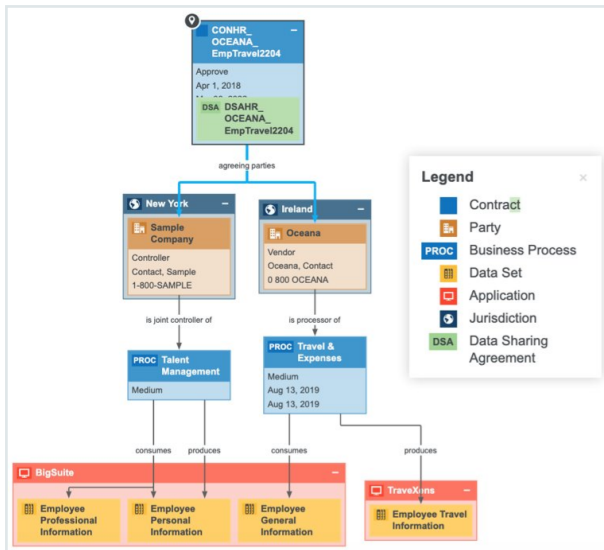 CONHR_
OCEANA_
EmpTravel2204
Approve
Apr 1, 2018
DSA DSAHR_
OCEANA_
EmpTravel2204
agreeing parties
New York
Sample
Company
Controller
Contact, Sample
1-800-SAMPLE
Ireland
Oceana
Vendor
Oceana, Contact
0 800 OCEANA
Legend
Contract
Party
PROC Business Process
Data Set
Application
Jurisdiction
DSA Data Sharing
Agreement
is joint controller of
is processor of
PROC Talent
Management
Medium
PROC Travel &
Expenses
Medium
Aug 13, 2019
Aug 13, 2019
consumes
produces
consumes
produces
BigSuite
Employee
Professional
Information
Employee
Personal
Information
Employee
General
Information
TraveXens
Employee Travel
Information